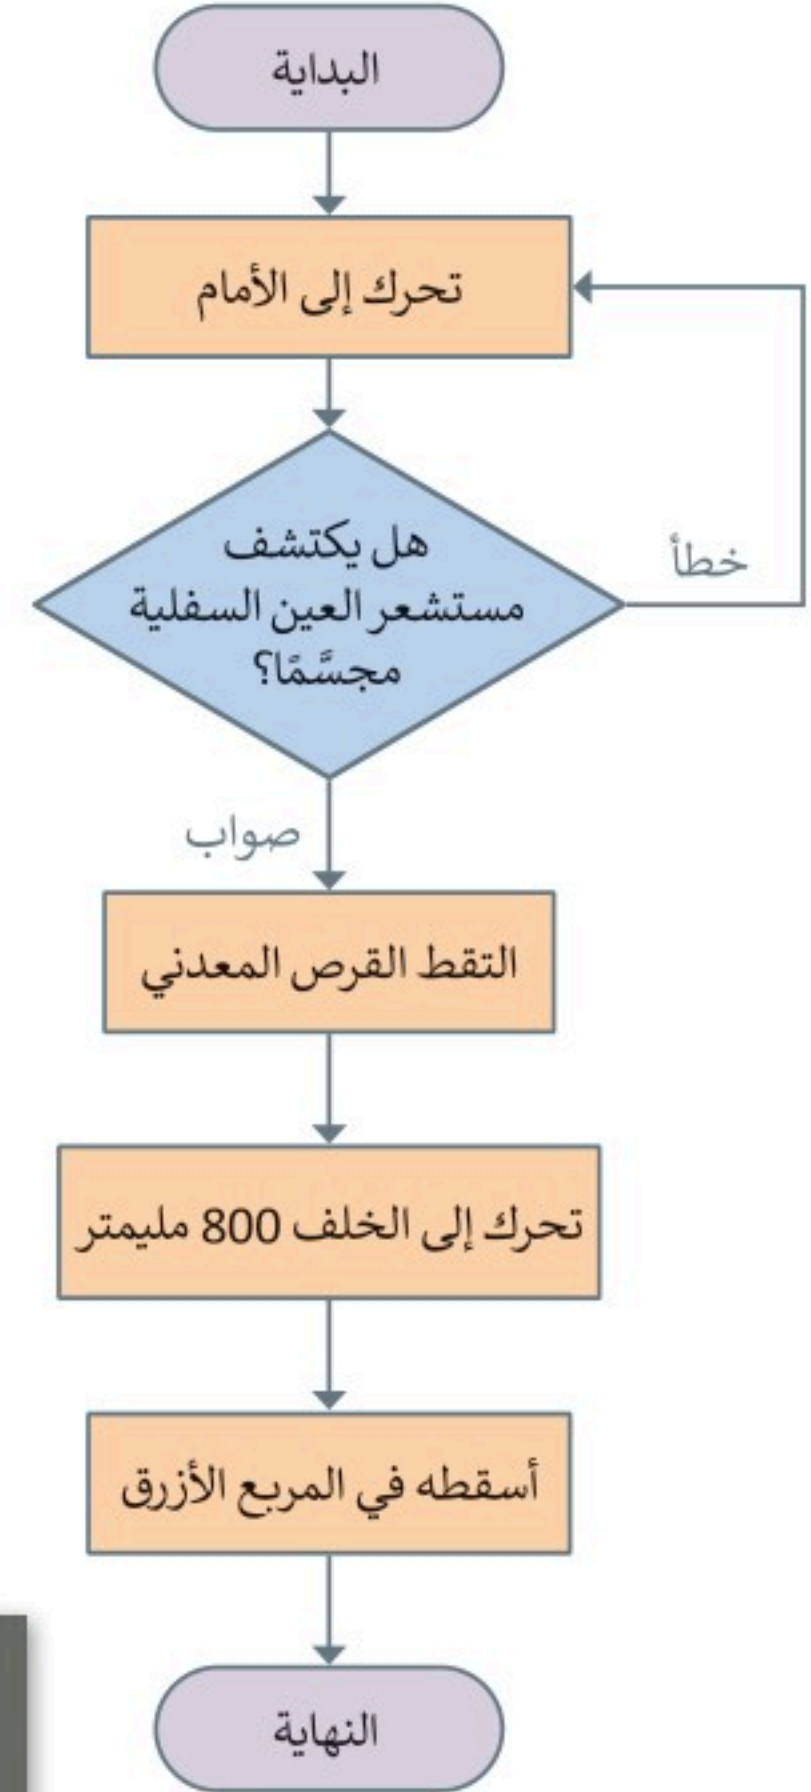 البداية
تحرك إلى الأمام
هل يكتشف
مستشعر العين السفلية
مجسَّمًا؟
خطأ
صواب
التقط القرص المعدني
تحرك إلى الخلف 800 مليمتر
أسقطه في المربع الأزرق
النهاية